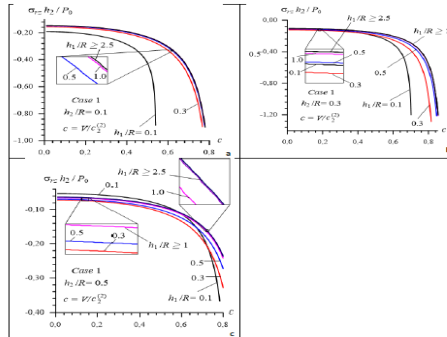 σrz h2 / P0
h1/R ≥ 2.5
0.5
1.0
-0.40
-0.60
-0.80
-1.00
Case 1
h2/R= 0.1
c = V/c2(2)
h1/R= 0.1
0.3
0.0
0.2
0.4
0.6
0.8
c
a
σrz h2 / P0
0,00
h1/R ≥ 2.5
0.5
1.0
0.1
0.3
-0,40
-0.80
-1.20
0.5
Case 1
h2/R= 0.3
c = V/c2(2)
h1/R= 0.1
0.3
0.0
0.2
0.4
0.6
0.8
c
σrz h2 / P0
0.1
h1/R ≥ 2.5
1.0
-0.10
-0.20
-0.30
-0.40
0.5
0.3
h1/R ≥ 1
Case 1
h2/R= 0.5
c = V/c2(2)
0.5
0.3
h1/R= 0.1
0.0
0.2
0.4
0.6
0.8
c
c